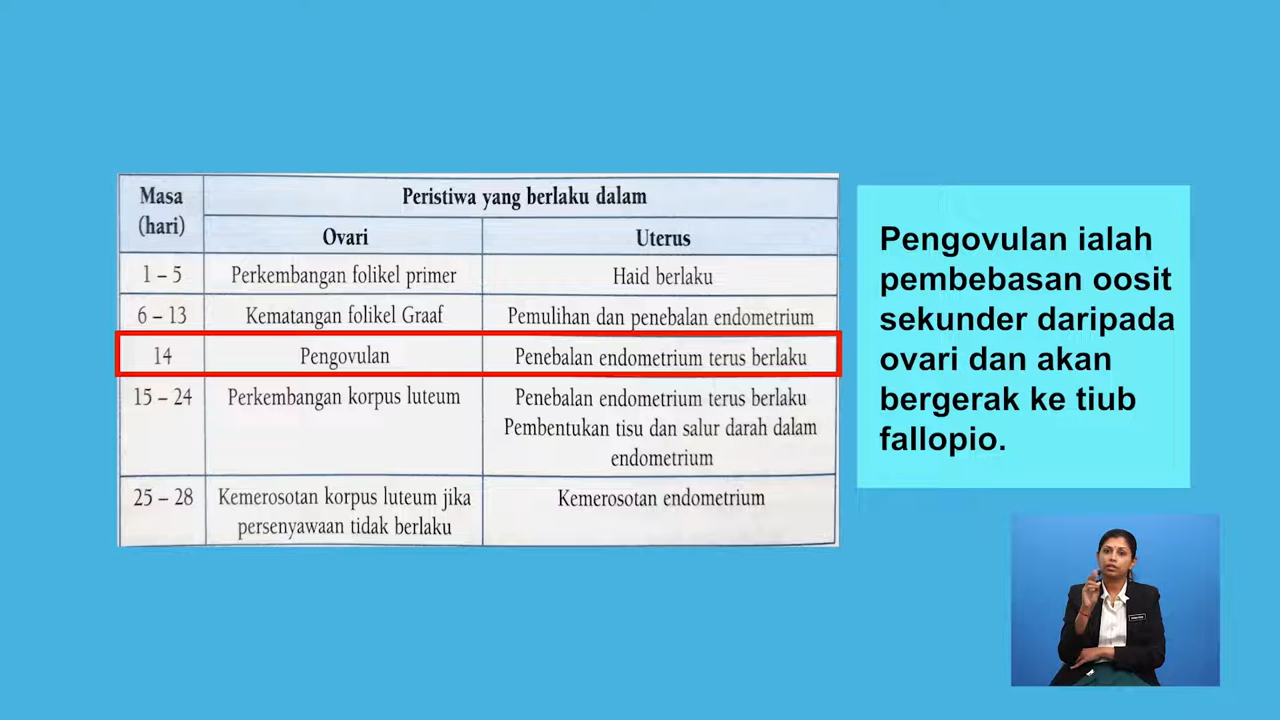 Masa
(hari)
Peristiwa yang berlaku dalam
Ovari
Uterus
1 – 5
Perkembangan folikel primer
Haid berlaku
6 – 13
Kematangan folikel Graaf
Pemulihan dan penebalan endometrium
14
Pengovulan
Penebalan endometrium terus berlaku
15 – 24
Perkembangan korpus luteum
Penebalan endometrium terus berlaku
Pembentukan tisu dan salur darah dalam
endometrium
25 – 28
Kemerosotan korpus luteum jika
persenyawaan tidak berlaku
Kemerosotan endometrium
Pengovulan ialah
pembebasan oosit
sekunder daripada
ovari dan akan
bergerak ke tiub
fallopio.